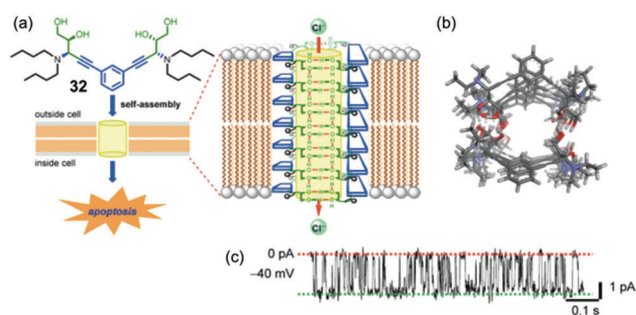 (a)
OH
OH
OH
OH
N
N
32
self-assembly
outside cell
inside cell
apoptosis
Cl⁻
Cl⁻
(b)
(c)
0 pA
−40 mV
1 pA
0.1 s